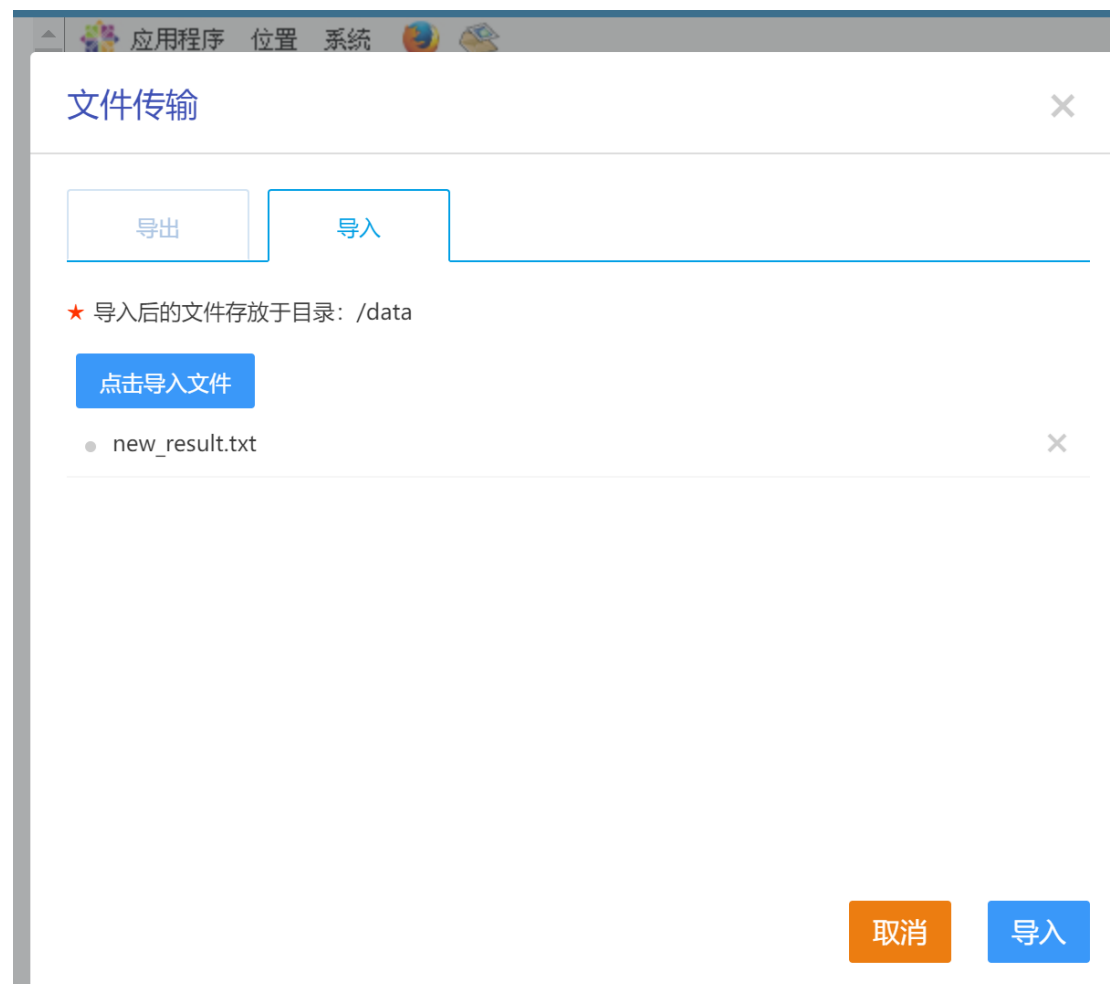 应用程序 位置 系统
文件传输
导出 导入
★ 导入后的文件存放于目录：/data
点击导入文件
new_result.txt
取消 导入